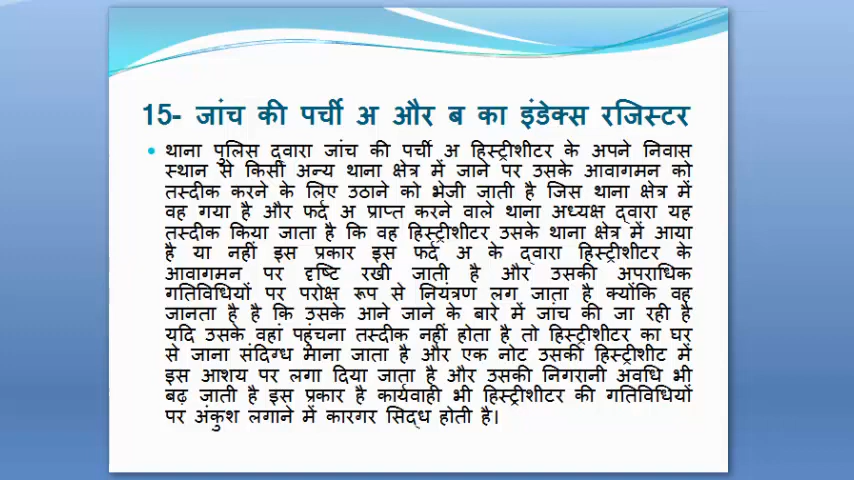 15- जांच की पर्ची अ और ब का इंडेक्स रजिस्टर
• थाना पुलिस द्वारा जांच की पर्ची अ हिस्ट्रीशीटर के अपने निवास
स्थान से किसी अन्य थाना क्षेत्र में जाने पर उसके आवागमन को
तस्दीक करने के लिए उठाने को भेजी जाती है जिस थाना क्षेत्र में
वह गया है और फर्द अ प्राप्त करने वाले थाना अध्यक्ष द्वारा यह
तस्दीक किया जाता है कि वह हिस्ट्रीशीटर उसके थाना क्षेत्र में आया
है या नहीं इस प्रकार इस फर्द अ के द्वारा हिस्ट्रीशीटर के
आवागमन पर दृष्टि रखी जाती है और उसकी अपराधिक
गतिविधियों पर परोक्ष रूप से नियंत्रण लग जाता है क्योंकि वह
जानता है है कि उसके आने जाने के बारे में जांच की जा रही है
यदि उसके वहां पहुंचना तस्दीक नहीं होता है तो हिस्ट्रीशीटर का घर
से जाना संदिग्ध माना जाता है और एक नोट उसकी हिस्ट्रीशीट में
इस आशय पर लगा दिया जाता है और उसकी निगरानी अवधि भी
बढ़ जाती है इस प्रकार है कार्यवाही भी हिस्ट्रीशीटर की गतिविधियों
पर अंकुश लगाने में कारगर सिद्ध होती है।